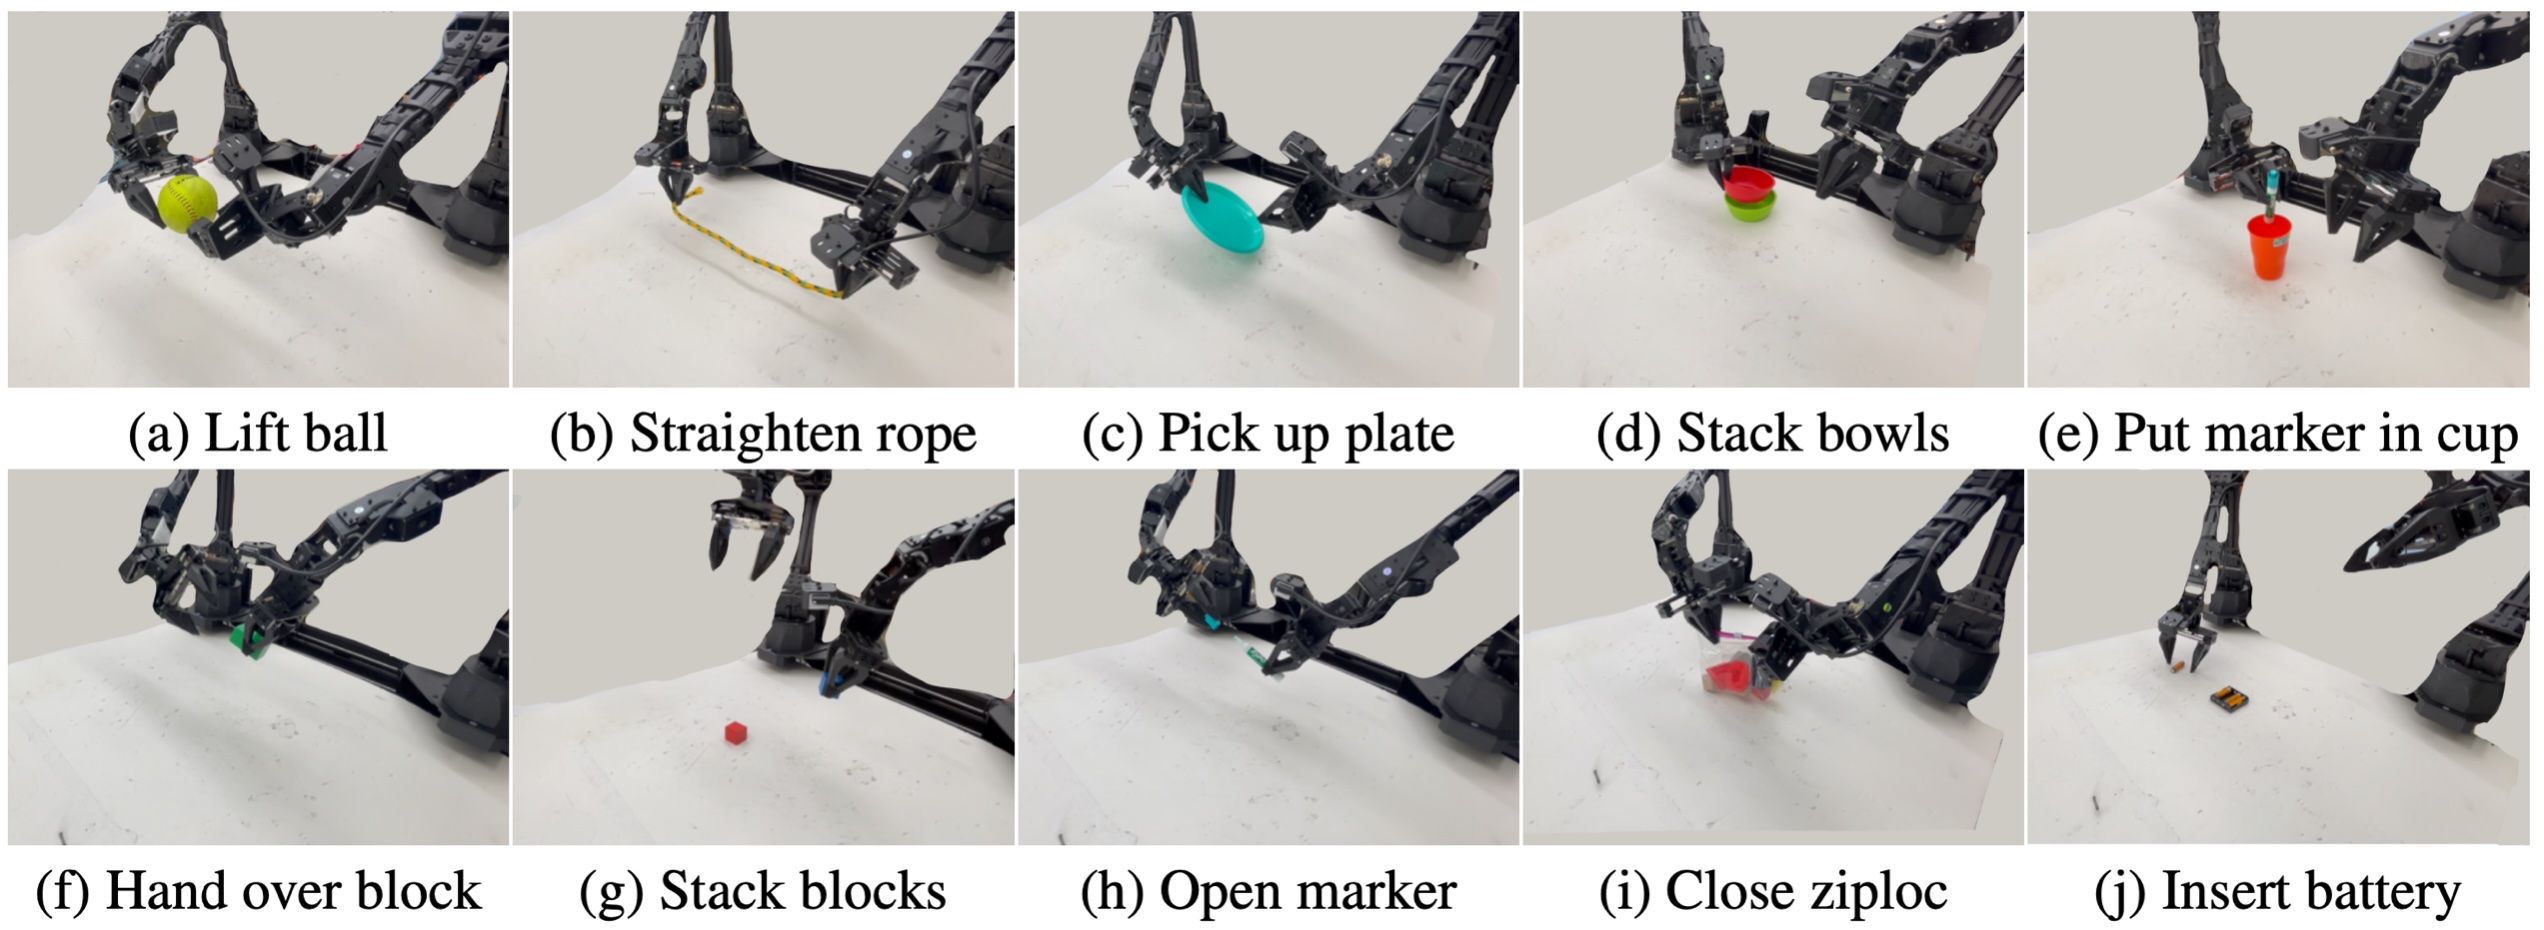 (a) Lift ball
(b) Straighten rope
(c) Pick up plate
(d) Stack bowls
(e) Put marker in cup
(f) Hand over block
(g) Stack blocks
(h) Open marker
(i) Close ziploc
(j) Insert battery